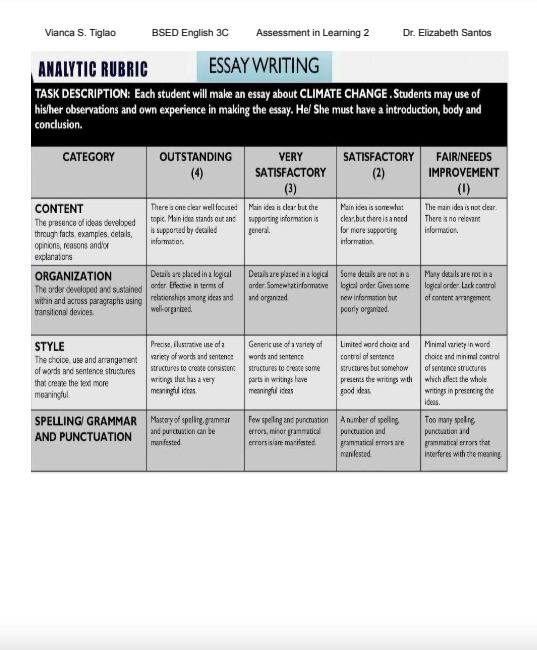 Vianca S. Tiglao BSED English 3C Assessment in Learning 2 Dr. Elizabeth Santos
ANALYTIC RUBRIC ESSAY WRITING
TASK DESCRIPTION: Each student will make an essay about CLIMATE CHANGE . Students may use of
his/her observations and own experience in making the essay. He/ She must have a introduction, body and
conclusion.
CATEGORY
OUTSTANDING
(4)
VERY
SATISFACTORY
(3)
SATISFACTORY
(2)
FAIR/NEEDS
IMPROVEMENT
(1)
CONTENT
The presence of ideas developed
through facts, examples, details,
opinions, reasons and/or
explanations
There is one clear well focused
topic. Main idea stands out and
is supported by detailed
information.
Main idea is clear but the
supporting information is
general.
Main idea is somewhat
clear,but there is a need
for more supporting
information.
The main idea is not clear.
There is no relevant
information.
ORGANIZATION
The order developed and sustained
within and across paragraphs using
transitional devices.
Details are placed in a logical
order. Effective in terms of
relationships among ideas and
well-organized.
Details are placed in a logical
order. Somewhat informative
and organized.
Some details are not in a
logical order. Gives some
new information but
poorly organized.
Many details are not in a
logical order. Lack control
of content arrangement.
STYLE
The choice, use and arrangement
of words and sentence structures
that create the text more
meaningful.
Precise, illustrative use of a
variety of words and sentence
structures to create consistent
writings that has a very
meaningful ideas.
Generic use of a variety of
words and sentence
structures to create some
parts in writings have
meaningful ideas
Limited word choice and
control of sentence
structures but somehow
presents the writings with
good ideas.
Minimal variety in word
choice and minimal control
of sentence structures
which affect the whole
writings in presenting the
ideas.
SPELLING/ GRAMMAR
AND PUNCTUATION
Mastery of spelling,grammar
and punctuation can be
manifested.
Few spelling and punctuation
errors, minor grammatical
errors is/are manifested.
A number of spelling,
punctuation and
grammatical errors are
manifested.
Too many spelling,
punctuation and
grammatical errors that
interferes with the meaning.